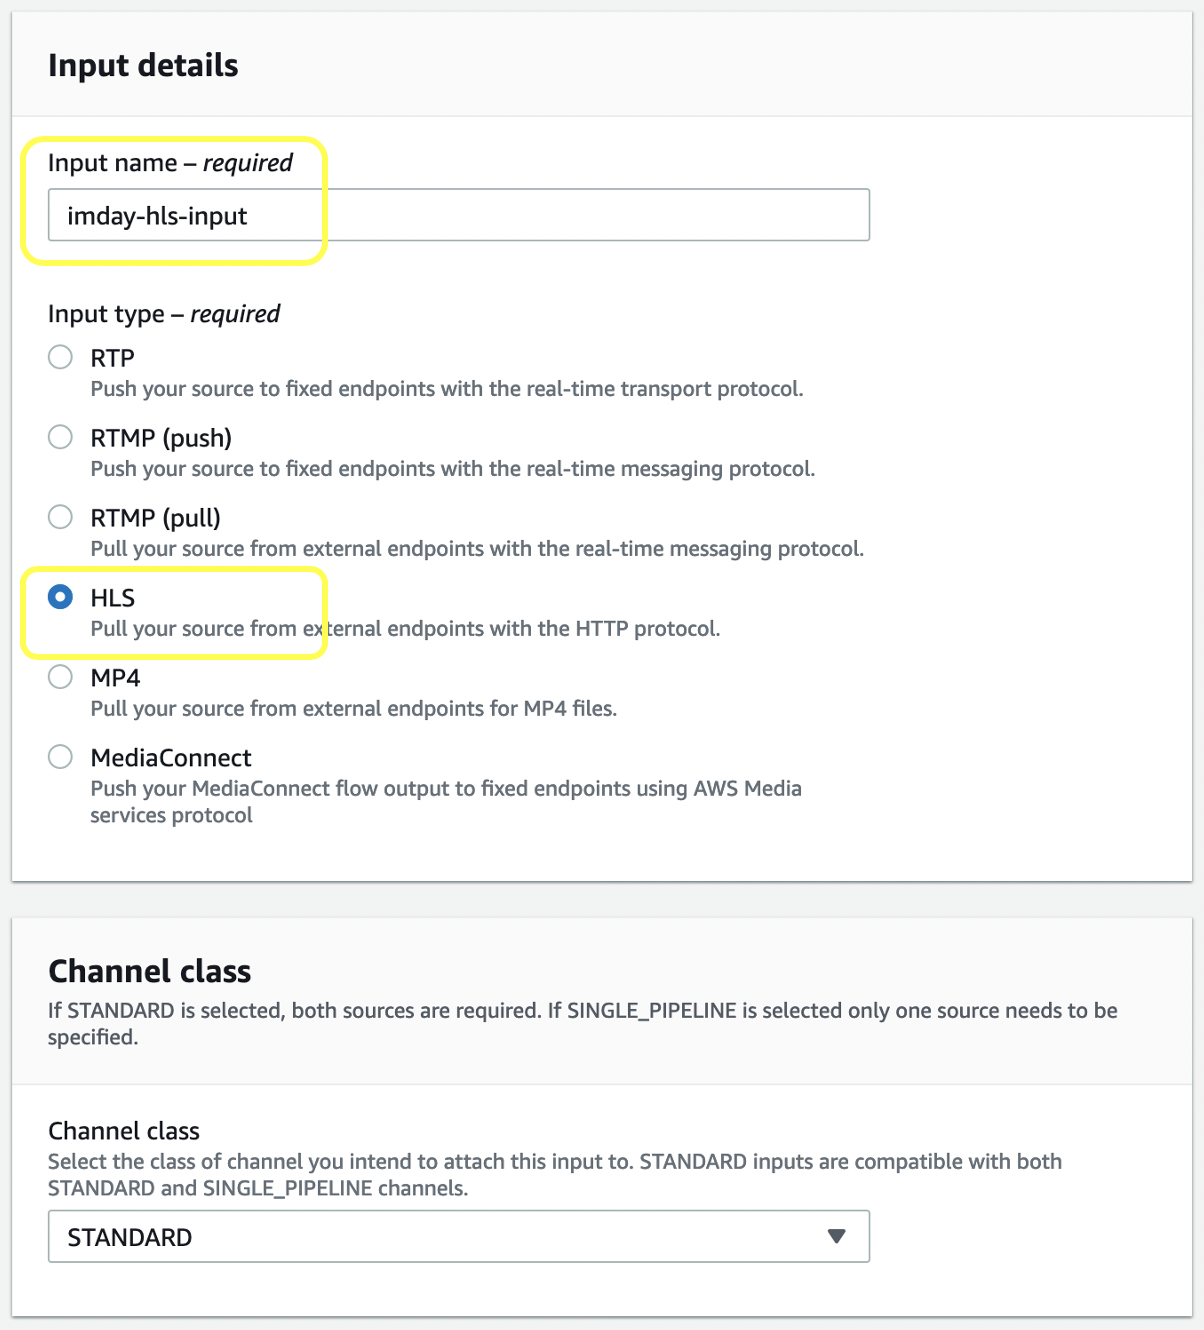 Input details
Input name – required
imday-hls-input
Input type – required
RTP
Push your source to fixed endpoints with the real-time transport protocol.
RTMP (push)
Push your source to fixed endpoints with the real-time messaging protocol.
RTMP (pull)
Pull your source from external endpoints with the real-time messaging protocol.
HLS
Pull your source from external endpoints with the HTTP protocol.
MP4
Pull your source from external endpoints for MP4 files.
MediaConnect
Push your MediaConnect flow output to fixed endpoints using AWS Media
services protocol
Channel class
If STANDARD is selected, both sources are required. If SINGLE_PIPELINE is selected only one source needs to be
specified.
Channel class
Select the class of channel you intend to attach this input to. STANDARD inputs are compatible with both
STANDARD and SINGLE_PIPELINE channels.
STANDARD